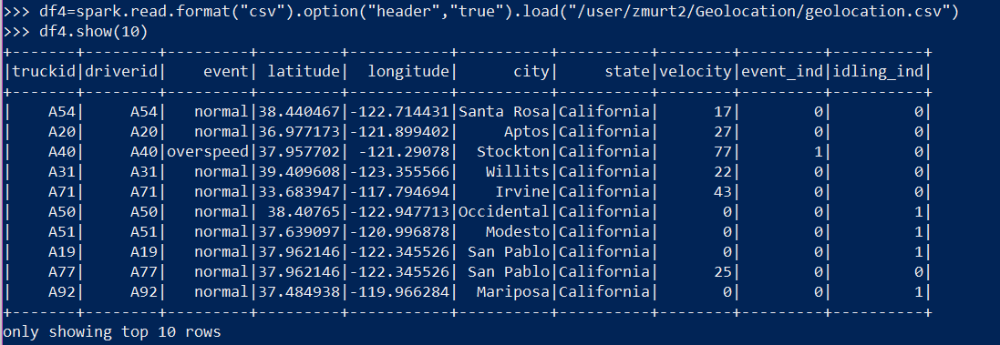 >>> df4=spark.read.format("csv").option("header","true").load("/user/zmurt2/Geolocation/geolocation.csv")
>>> df4.show(10)
+-------+--------+---------+---------+-----------+----------+----------+--------+---------+----------+
|truckid|driverid|    event| latitude|  longitude|      city|     state|velocity|event_ind|idling_ind|
+-------+--------+---------+---------+-----------+----------+----------+--------+---------+----------+
|    A54|     A54|   normal|38.440467|-122.714431|Santa Rosa|California|      17|        0|         0|
|    A20|     A20|   normal|36.977173|-121.899402|     Aptos|California|      27|        0|         0|
|    A40|     A40|overspeed|37.957702| -121.29078|  Stockton|California|      77|        1|         0|
|    A31|     A31|   normal|39.409608|-123.355566|   Willits|California|      22|        0|         0|
|    A71|     A71|   normal|33.683947|-117.794694|    Irvine|California|      43|        0|         0|
|    A50|     A50|   normal| 38.40765|-122.947713|Occidental|California|       0|        0|         1|
|    A51|     A51|   normal|37.639097|-120.996878|   Modesto|California|       0|        0|         1|
|    A19|     A19|   normal|37.962146|-122.345526| San Pablo|California|       0|        0|         1|
|    A77|     A77|   normal|37.962146|-122.345526| San Pablo|California|      25|        0|         0|
|    A92|     A92|   normal|37.484938|-119.966284|  Mariposa|California|       0|        0|         1|
+-------+--------+---------+---------+-----------+----------+----------+--------+---------+----------+
only showing top 10 rows